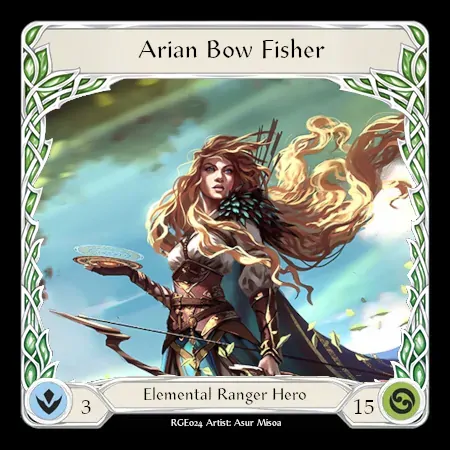 Arian Bow Fisher
Elemental Ranger Hero
3
15
RGE024 Artist: Asur Misoa